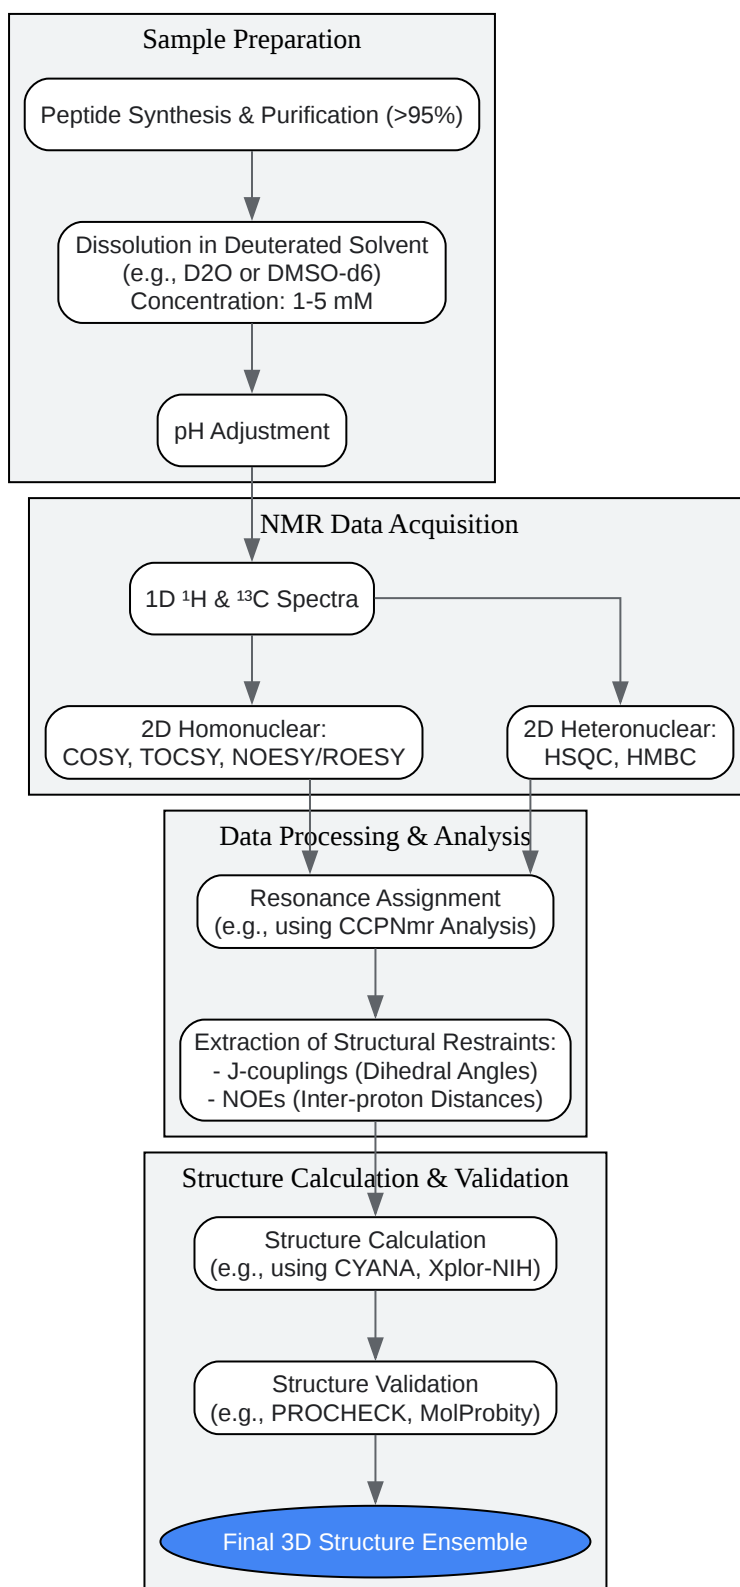 Sample Preparation
Peptide Synthesis & Purification (>95%)
Dissolution in Deuterated Solvent
(e.g., D2O or DMSO-d6)
Concentration: 1-5 mM
pH Adjustment
NMR Data Acquisition
1D ¹H & ¹³C Spectra
2D Homonuclear:
COSY, TOCSY, NOESY/ROESY
2D Heteronuclear:
HSQC, HMBC
Data Processing & Analysis
Resonance Assignment
(e.g., using CCPNmr Analysis)
Extraction of Structural Restraints:
- J-couplings (Dihedral Angles)
- NOEs (Inter-proton Distances)
Structure Calculation & Validation
Structure Calculation
(e.g., using CYANA, Xplor-NIH)
Structure Validation
(e.g., PROCHECK, MolProbity)
Final 3D Structure Ensemble